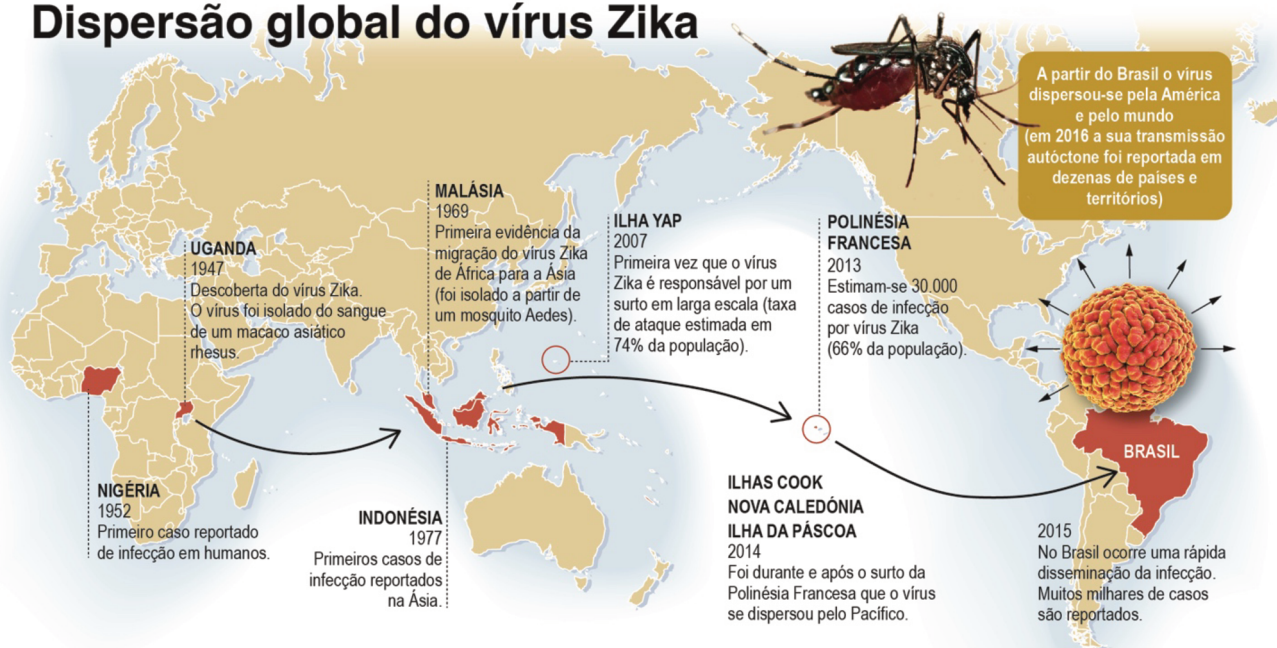 Dispersão global do vírus Zika
A partir do Brasil o vírus
dispersou-se pela América
e pelo mundo
(em 2016 a sua transmissão
autóctone foi reportada em
dezenas de países e
territórios)
MALÁSIA
1969
Primeira evidência da
migração do vírus Zika
de África para a Ásia
(foi isolado a partir de
um mosquito Aedes).
ILHA YAP
2007
Primeira vez que o vírus
Zika é responsável por um
surto em larga escala (taxa
de ataque estimada em
74% da população).
POLINÉSIA
FRANCESA
2013
Estimam-se 30.000
casos de infecção
por vírus Zika
(66% da população).
UGANDA
1947
Descoberta do vírus Zika.
O vírus foi isolado do sangue
de um macaco asiático
rhesus.
BRASIL
NIGÉRIA
1952
Primeiro caso reportado
de infecção em humanos.
INDONÉSIA
1977
Primeiros casos de
infecção reportados
na Ásia.
ILHAS COOK
NOVA CALEDÓNIA
ILHA DA PÁSCOA
2014
Foi durante e após o surto da
Polinésia Francesa que o vírus
se dispersou pelo Pacífico.
2015
No Brasil ocorre uma rápida
disseminação da infecção.
Muitos milhares de casos
são reportados.